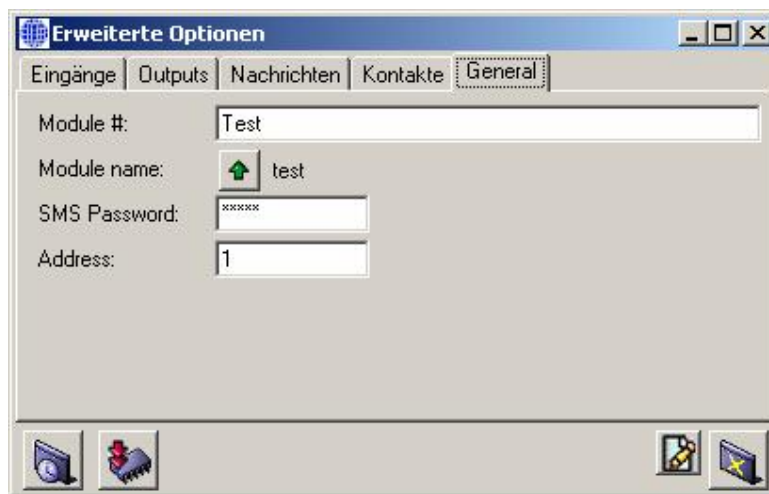 Erweiterte Optionen
Eingänge Outputs Nachrichten Kontakte General
Module #: Test
Module name: test
SMS Password: *****
Address: 1